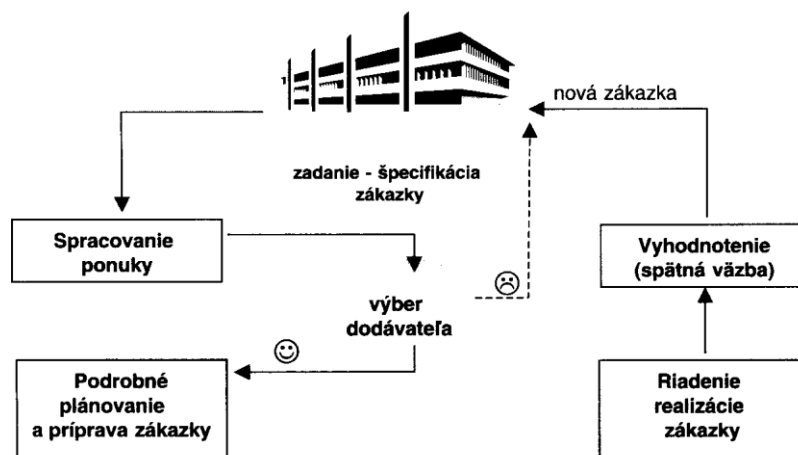 nová zákazka
zadanie - špecifikácia
zákazky
Spracovanie
ponuky
Vyhodnotenie
(spätná väzba)
výber
dodávateľa
Podrobné
plánovanie
a príprava zákazky
Riadenie
realizácie
zákazky